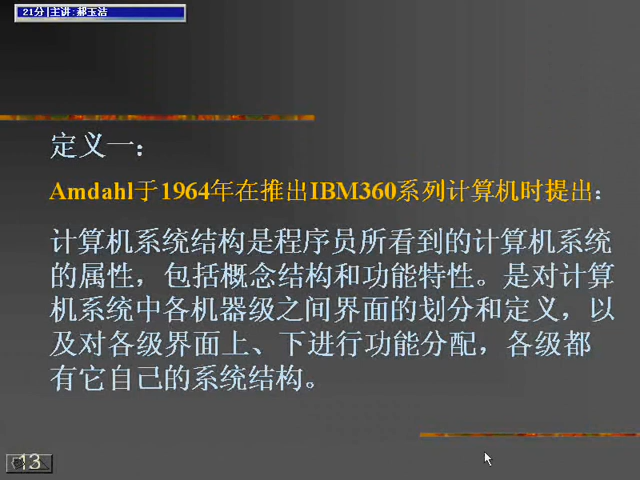 21分|主讲:郝玉浩
定义一：
Amdahl于1964年在推出IBM360系列计算机时提出：
计算机系统结构是程序员所看到的计算机系统
的属性，包括概念结构和功能特性。是对计算
机系统中各机器级之间界面的划分和定义，以
及对各级界面上、下进行功能分配，各级都
有它自己的系统结构。
13